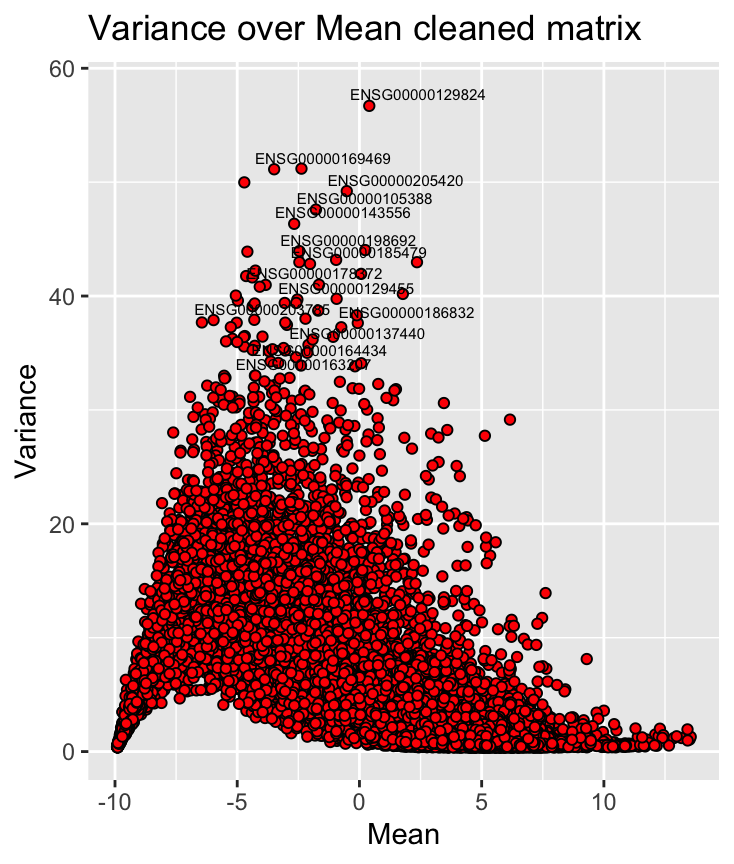 Variance over Mean cleaned matrix
60
ENSG00000129824
ENSG00000169469
ENSG00000205420
ENSG00000105388
ENSG00000143556
ENSG00000198692
ENSG00000185479
ENSG00000129455
40
ENSG00000186832
ENSG00000137440
ENSG00000164434
Variance
20
0
-10
-5
0
5
10
Mean